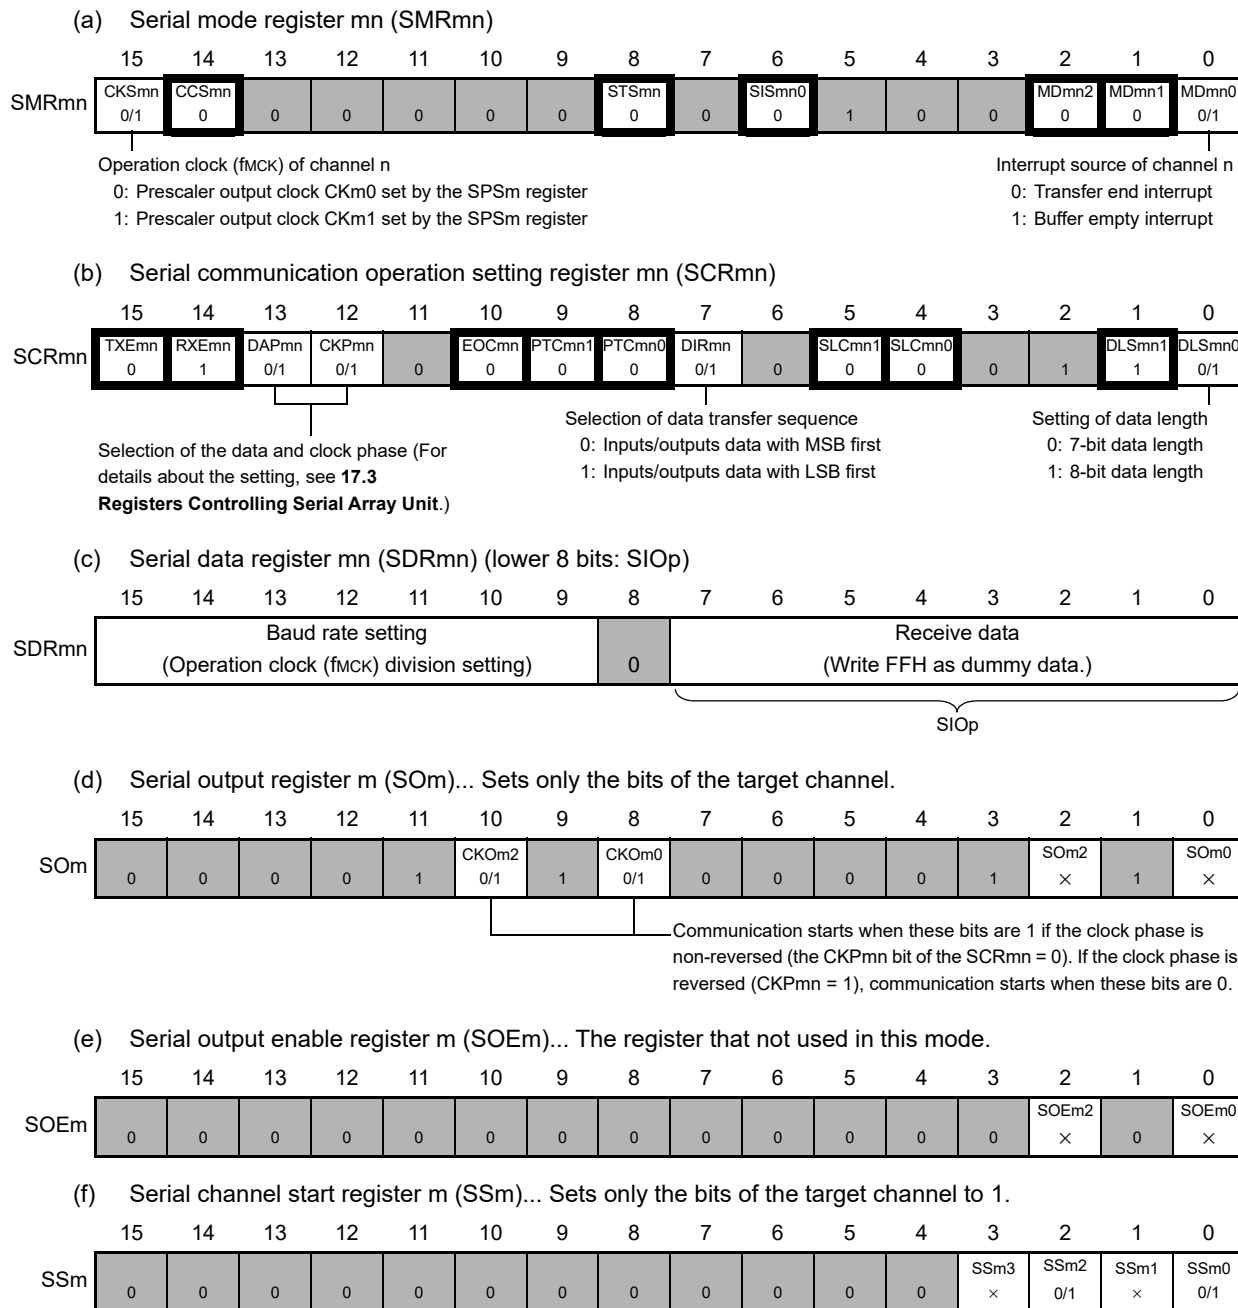 (a) Serial mode register mn (SMRmn)
15 14 13 12 11 10 9 8 7 6 5 4 3 2 1 0
SMRmn
CKSmn CCSmn STSmn SISmn0 MDmn2 MDmn1 MDmn0
0/1 0 0 0 0 0 0 0 0 0 1 0 0 0 0 0/1
Operation clock (fMCK) of channel n
0: Prescaler output clock CKm0 set by the SPSm register
1: Prescaler output clock CKm1 set by the SPSm register
Interrupt source of channel n
0: Transfer end interrupt
1: Buffer empty interrupt
(b) Serial communication operation setting register mn (SCRmn)
15 14 13 12 11 10 9 8 7 6 5 4 3 2 1 0
SCRmn
TXEmn RXEmn DAPmn CKPmn EOCmn PTCmn1 PTCmn0 DIRmn SLCmn1 SLCmn0 DLSmn1 DLSmn0
0 1 0/1 0/1 0 0 0 0 0/1 0 0 0 0 1 1 0/1
Selection of the data and clock phase (For
details about the setting, see 17.3
Registers Controlling Serial Array Unit.)
Selection of data transfer sequence
0: Inputs/outputs data with MSB first
1: Inputs/outputs data with LSB first
Setting of data length
0: 7-bit data length
1: 8-bit data length
(c) Serial data register mn (SDRmn) (lower 8 bits: SIOp)
15 14 13 12 11 10 9 8 7 6 5 4 3 2 1 0
SDRmn
Baud rate setting
(Operation clock (fMCK) division setting)
0
Receive data
(Write FFH as dummy data.)
SIOp
(d) Serial output register m (SOm)... Sets only the bits of the target channel.
15 14 13 12 11 10 9 8 7 6 5 4 3 2 1 0
SOm
CKOm2 CKOm0 SOm2 SOm0
0 0 0 0 1 0/1 1 0/1 0 0 0 0 1 × 1 ×
Communication starts when these bits are 1 if the clock phase is
non-reversed (the CKPmn bit of the SCRmn = 0). If the clock phase is
reversed (CKPmn = 1), communication starts when these bits are 0.
(e) Serial output enable register m (SOEm)... The register that not used in this mode.
15 14 13 12 11 10 9 8 7 6 5 4 3 2 1 0
SOEm
SOEm2 SOEm0
0 0 0 0 0 0 0 0 0 0 0 0 0 × 0 ×
(f) Serial channel start register m (SSm)... Sets only the bits of the target channel to 1.
15 14 13 12 11 10 9 8 7 6 5 4 3 2 1 0
SSm
SSm3 SSm2 SSm1 SSm0
0 0 0 0 0 0 0 0 0 0 0 0 × 0/1 × 0/1